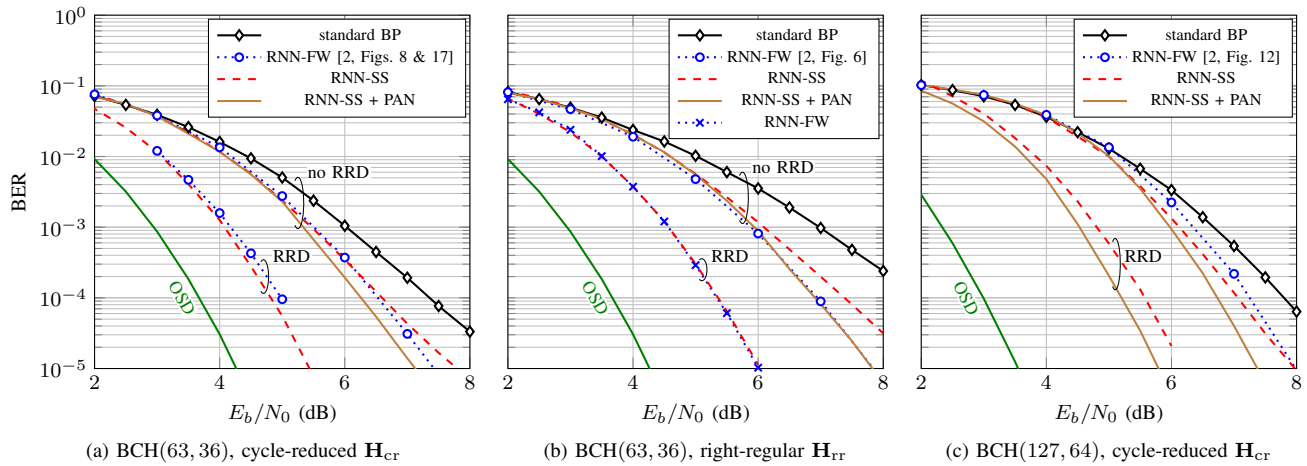 BER
10^0
10^{-1}
10^{-2}
10^{-3}
10^{-4}
10^{-5}
standard BP
RNN-FW [2, Figs. 8 & 17]
RNN-SS
RNN-SS + PAN
no RRD
RRD
OSD
2 4 6 8
E_b/N_0 (dB)
(a) BCH(63, 36), cycle-reduced H_cr
standard BP
RNN-FW [2, Fig. 6]
RNN-SS
RNN-SS + PAN
RNN-FW
no RRD
RRD
OSD
2 4 6 8
E_b/N_0 (dB)
(b) BCH(63, 36), right-regular H_rr
standard BP
RNN-FW [2, Fig. 12]
RNN-SS
RNN-SS + PAN
no RRD
RRD
OSD
2 4 6 8
E_b/N_0 (dB)
(c) BCH(127, 64), cycle-reduced H_cr